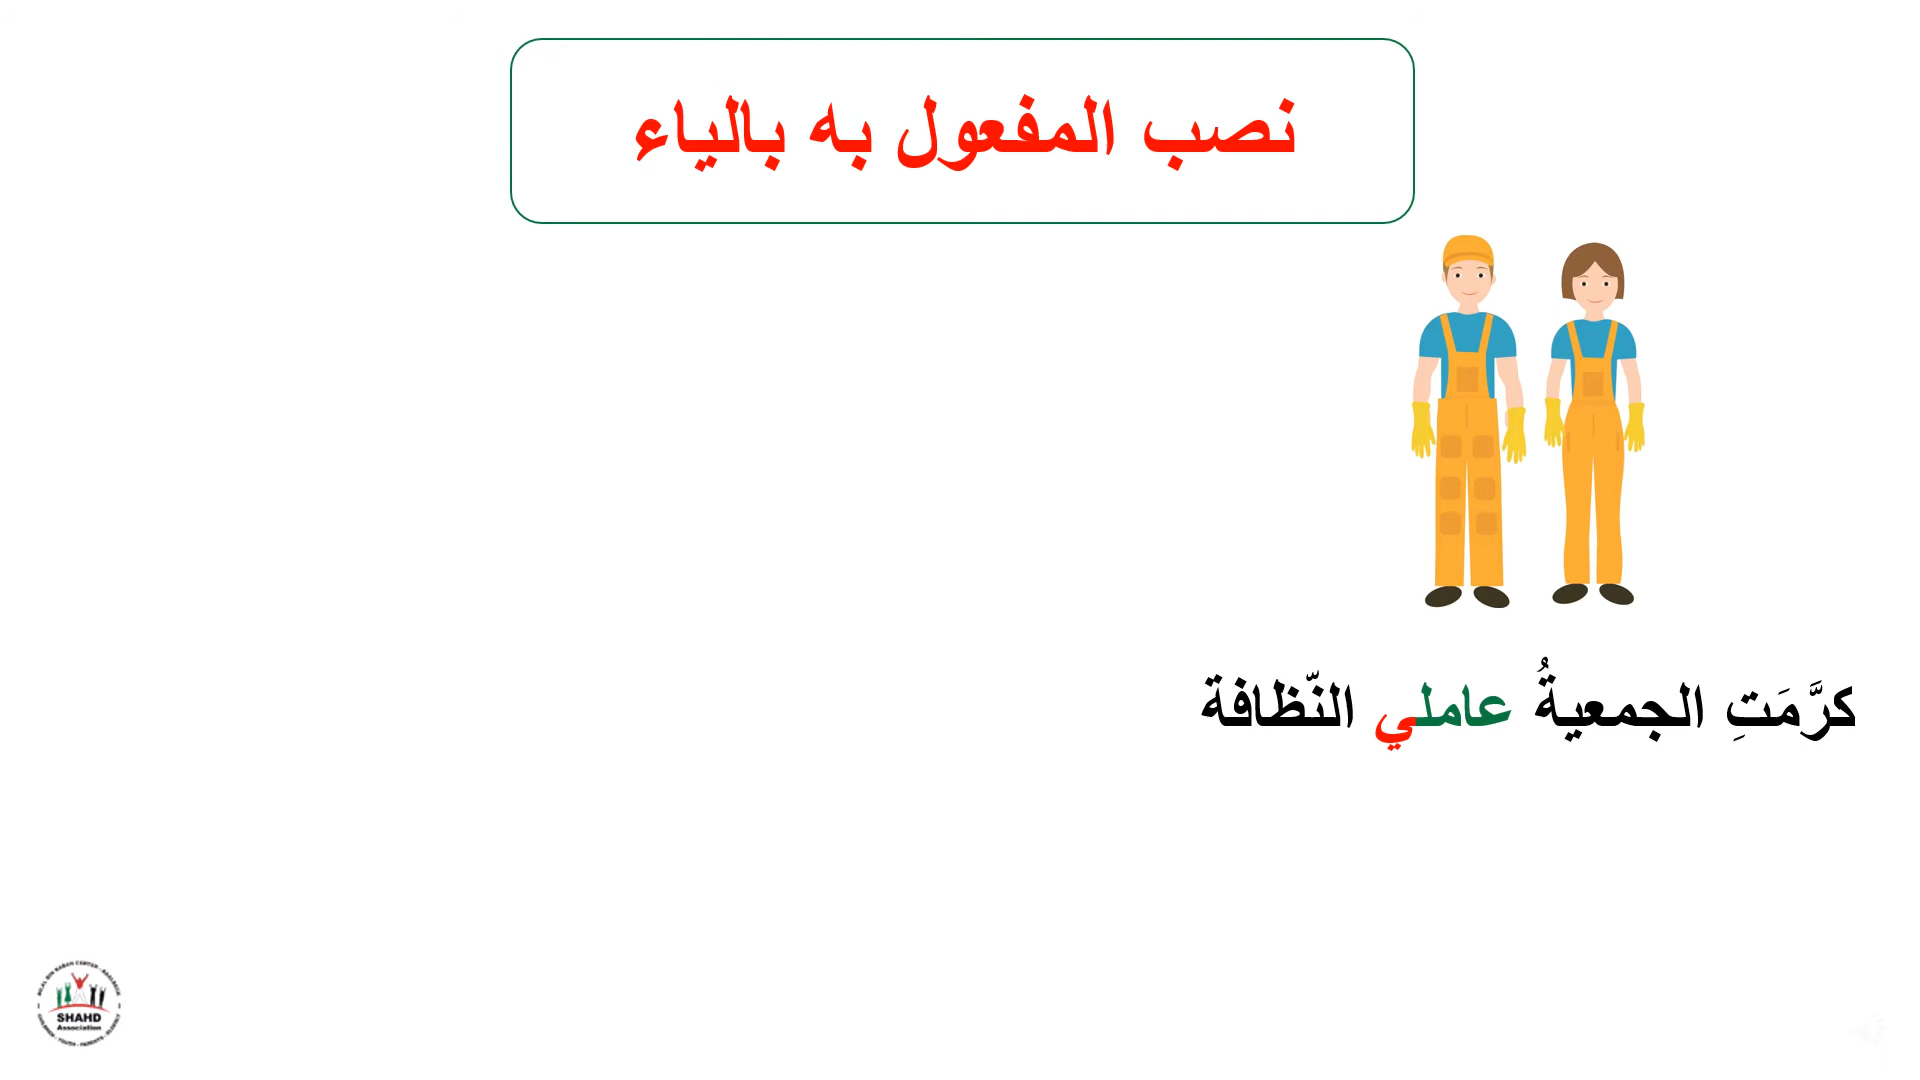 نصب المفعول به بالياء
كرَّمَتِ الجمعيةُ عاملي النّظافة
SHAHD
Association